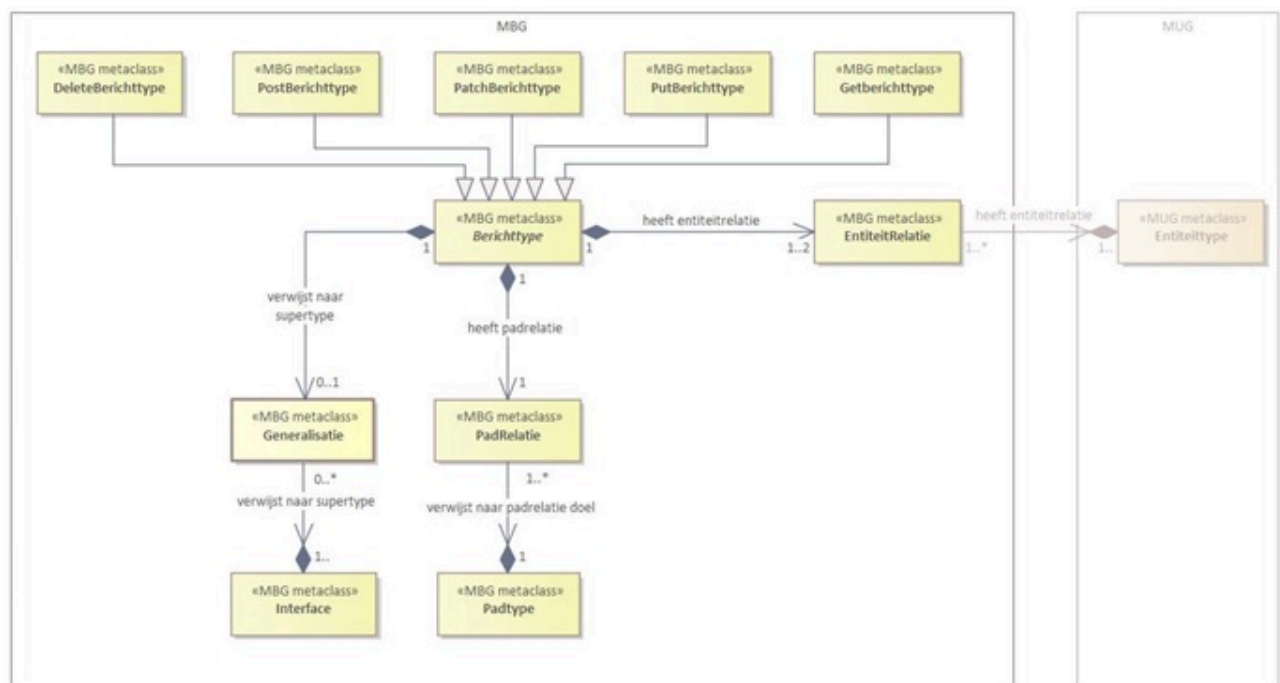 MBG
MUG
«MBG metaclass»
DeleteBerichttype
«MBG metaclass»
PostBerichttype
«MBG metaclass»
PatchBerichttype
«MBG metaclass»
PutBerichttype
«MBG metaclass»
Getberichttype
«MBG metaclass»
Berichttype
1
1
1
heeft entiteitrelatie
1..2
«MBG metaclass»
EntiteitRelatie
1..*
heeft entiteitrelatie
1..
«MUG metaclass»
Entiteittype
verwijst naar
supertype
0..1
heeft padrelatie
1
«MBG metaclass»
Generalisatie
0..*
«MBG metaclass»
PadRelatie
1..*
verwijst naar supertype
1..
verwijst naar padrelatie doel
1
«MBG metaclass»
Interface
«MBG metaclass»
Padtype